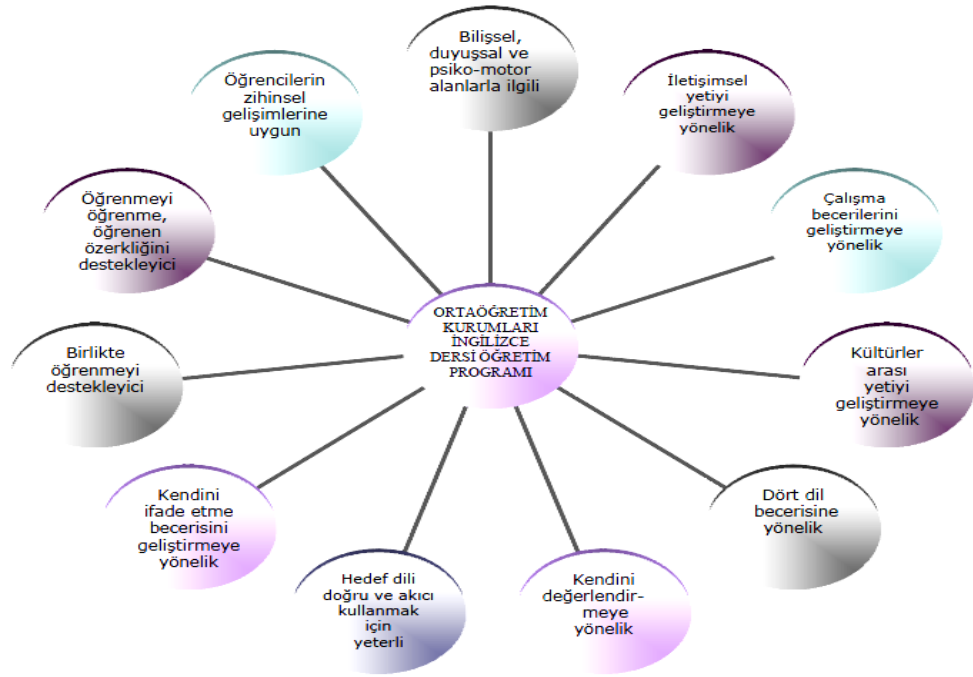 Bilişsel,
duyuşsal ve
psiko-motor
alanlarla ilgili
İletişimsel
yetiyi
geliştirmeye
yönelik
Çalışma
becerilerini
geliştirmeye
yönelik
Kültürler
arası
yetiyi
geliştirmeye
yönelik
Dört dil
becerisine
yönelik
Kendini
değerlendir-
meye
yönelik
Hedef dili
doğru ve akıcı
kullanmak
için
yeterli
Kendini
ifade etme
becerisini
geliştirmeye
yönelik
Birlikte
öğrenmeyi
destekleyici
Öğrenmeyi
öğrenme,
öğrenen
özerkliğini
destekleyici
Öğrencilerin
zihinsel
gelişimlerine
uygun
ORTAÖĞRETİM
KURUMLARI
İNGİLİZCE
DERSİ ÖĞRETİM
PROGRAMI